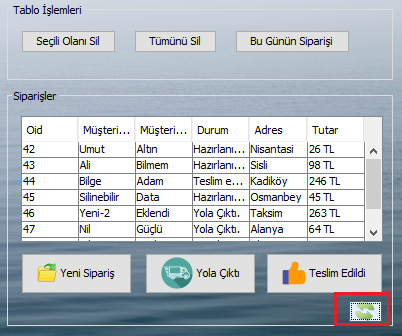 Tablo İşlemleri
Seçili Olanı Sil Tümünü Sil Bu Günün Siparişi
Siparişler
Oid Müşteri... Müşteri... Durum Adres Tutar
42 Umut Altın Hazırlanı... Nisantasi 26 TL
43 Ali Bilmem Hazırlanı... Sisli 98 TL
44 Bilge Adam Teslim e... Kadiköy 246 TL
45 Silinebilir Data Hazırlanı... Osmanbey 45 TL
46 Yeni-2 Eklendi Yola Çıktı. Taksim 263 TL
47 Nil Güçlü Yola Çıktı. Alanya 64 TL
Yeni Sipariş Yola Çıktı Teslim Edildi